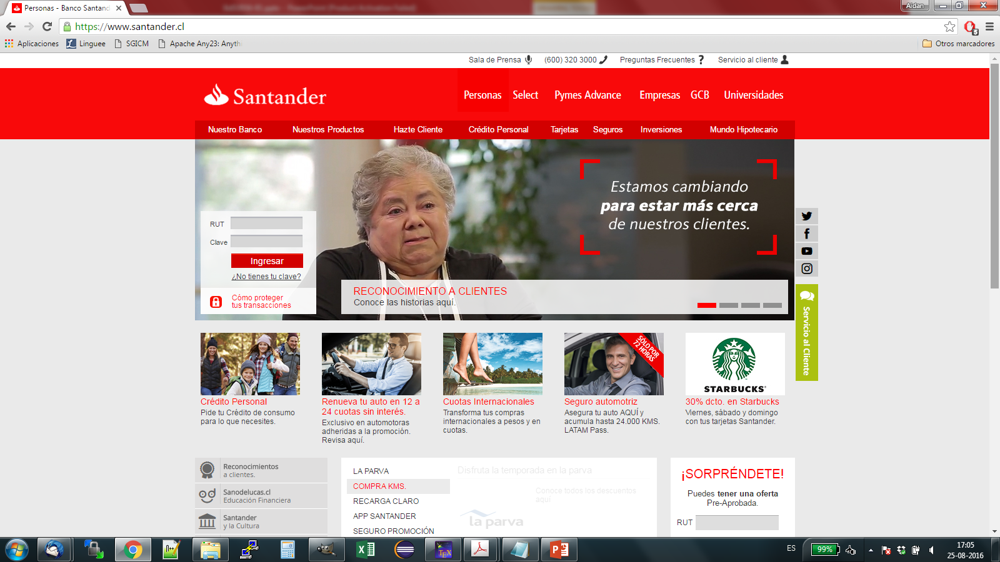 Personas - Banco Santand
Aidan
https://www.santander.cl
Aplicaciones
Linguee
SGICM
Apache Any23: Anyth
Otros marcadores
Sala de Prensa
(600) 320 3000
Preguntas Frecuentes ?
Servicio al cliente
Santander
Personas
Select
Pymes Advance
Empresas
GCB
Universidades
Nuestro Banco
Nuestros Productos
Hazte Cliente
Crédito Personal
Tarjetas
Seguros
Inversiones
Mundo Hipotecario
Estamos cambiando
para estar más cerca
de nuestros clientes.
RUT
Clave
Ingresar
¿No tienes tu clave?
Cómo proteger
tus transacciones
RECONOCIMIENTO A CLIENTES
Conoce las historias aquí.
Servicio al Cliente
Crédito Personal
Pide tu Crédito de consumo
para lo que necesites.
Renueva tu auto en 12 a
24 cuotas sin interés.
Exclusivo en automotoras
adheridas a la promoción.
Revisa aquí.
Cuotas Internacionales
Transforma tus compras
internacionales a pesos y en
cuotas.
SÓLO POR
72 HORAS
Seguro automotriz
Asegura tu auto AQUÍ y
acumula hasta 24.000 KMS.
LATAM Pass.
STARBUCKS
30% dcto. en Starbucks
Viernes, sábado y domingo
con tus tarjetas Santander.
Reconocimientos
a clientes.
Sanodelucas.cl
Educación Financiera
Santander
y la Cultura
LA PARVA
COMPRA KMS.
RECARGA CLARO
APP SANTANDER
SEGURO PROMOCIÓN
Disfruta la temporada en la parva
Conoce todos los descuentos
aquí
la parva
¡SORPRÉNDETE!
Puedes tener una oferta
Pre-Aprobada.
RUT
ES
99%
17:05
25-08-2016